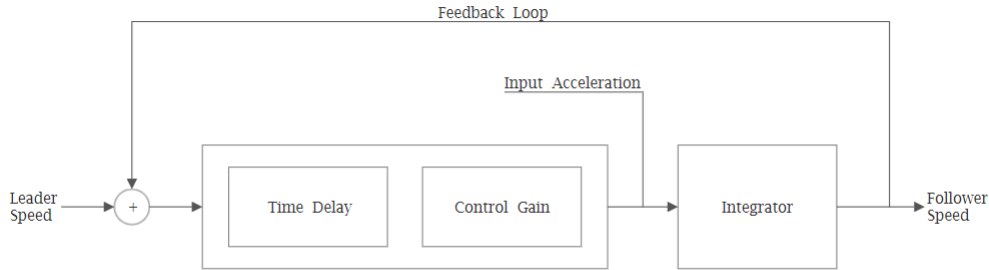 Feedback Loop
Input Acceleration
Leader
Speed
+
Time Delay
Control Gain
Integrator
Follower
Speed